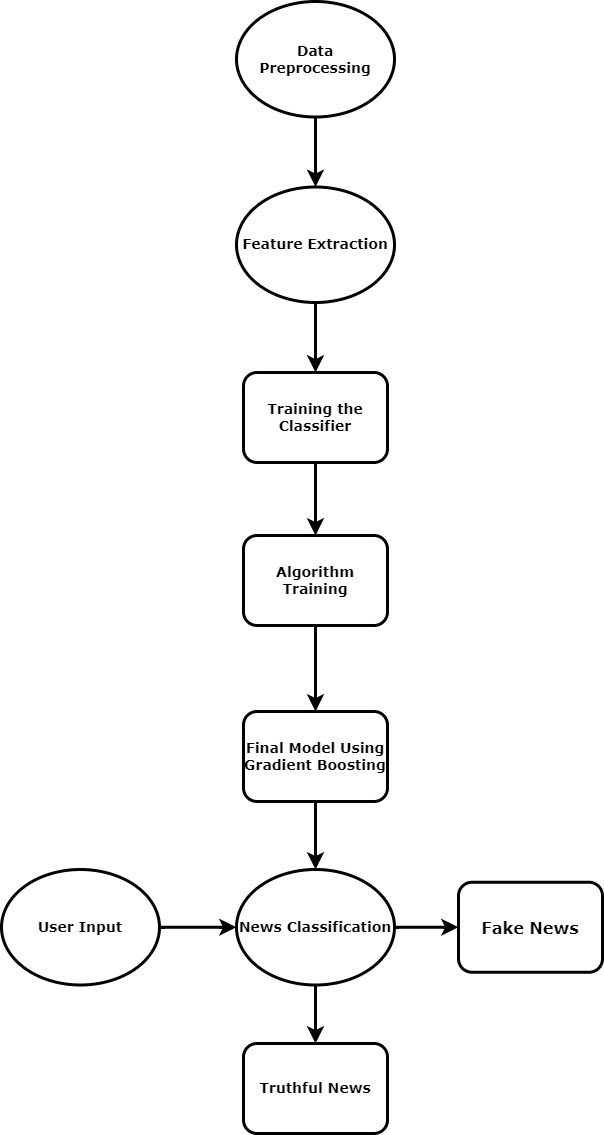 Data
Preprocessing
Feature Extraction
Training the
Classifier
Algorithm
Training
Final Model Using
Gradient Boosting
User Input
News Classification
Fake News
Truthful News